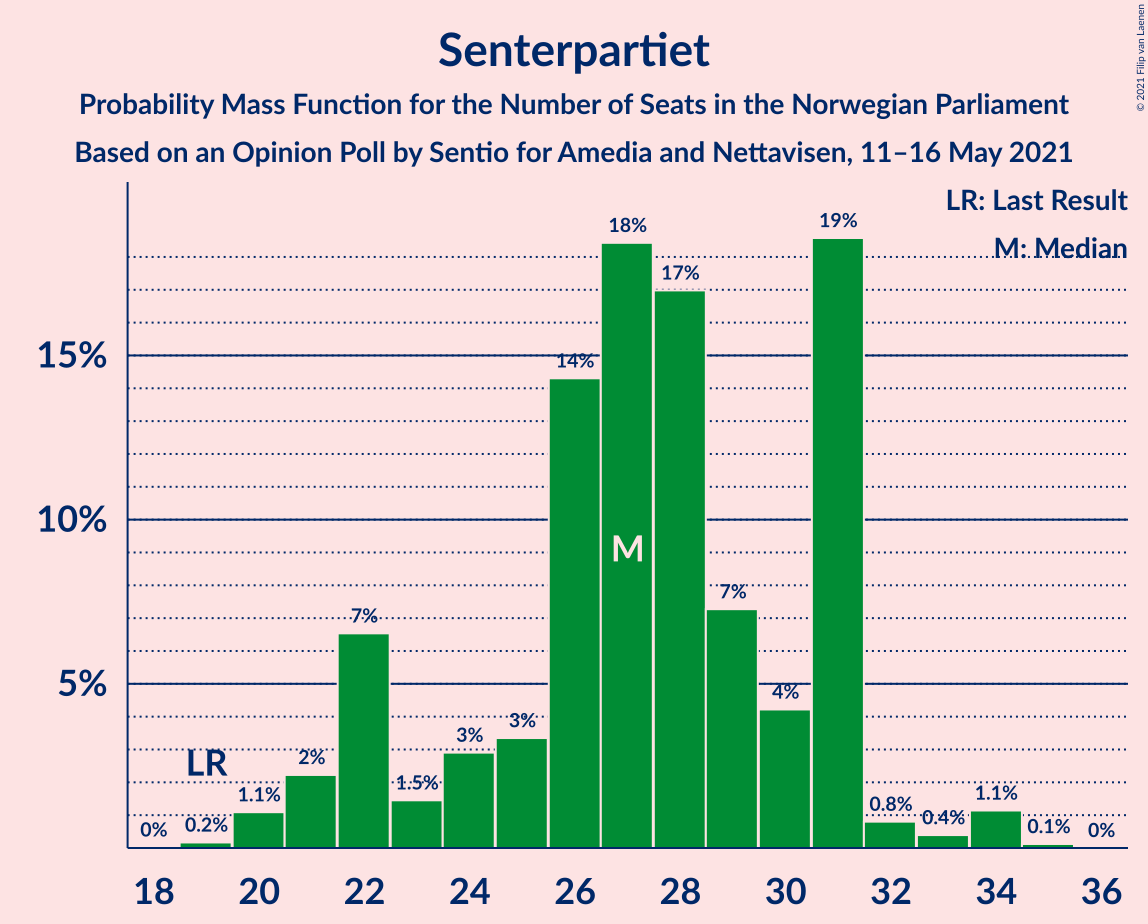 Senterpartiet
Probability Mass Function for the Number of Seats in the Norwegian Parliament
Based on an Opinion Poll by Sentio for Amedia and Nettavisen, 11–16 May 2021
© 2021 Filip van Laenen
LR: Last Result
M: Median
15%
10%
5%
0%
0.2%
1.1%
2%
7%
1.5%
3%
3%
14%
18%
17%
7%
4%
19%
0.8%
0.4%
1.1%
0.1%
0%
LR
M
18 20 22 24 26 28 30 32 34 36